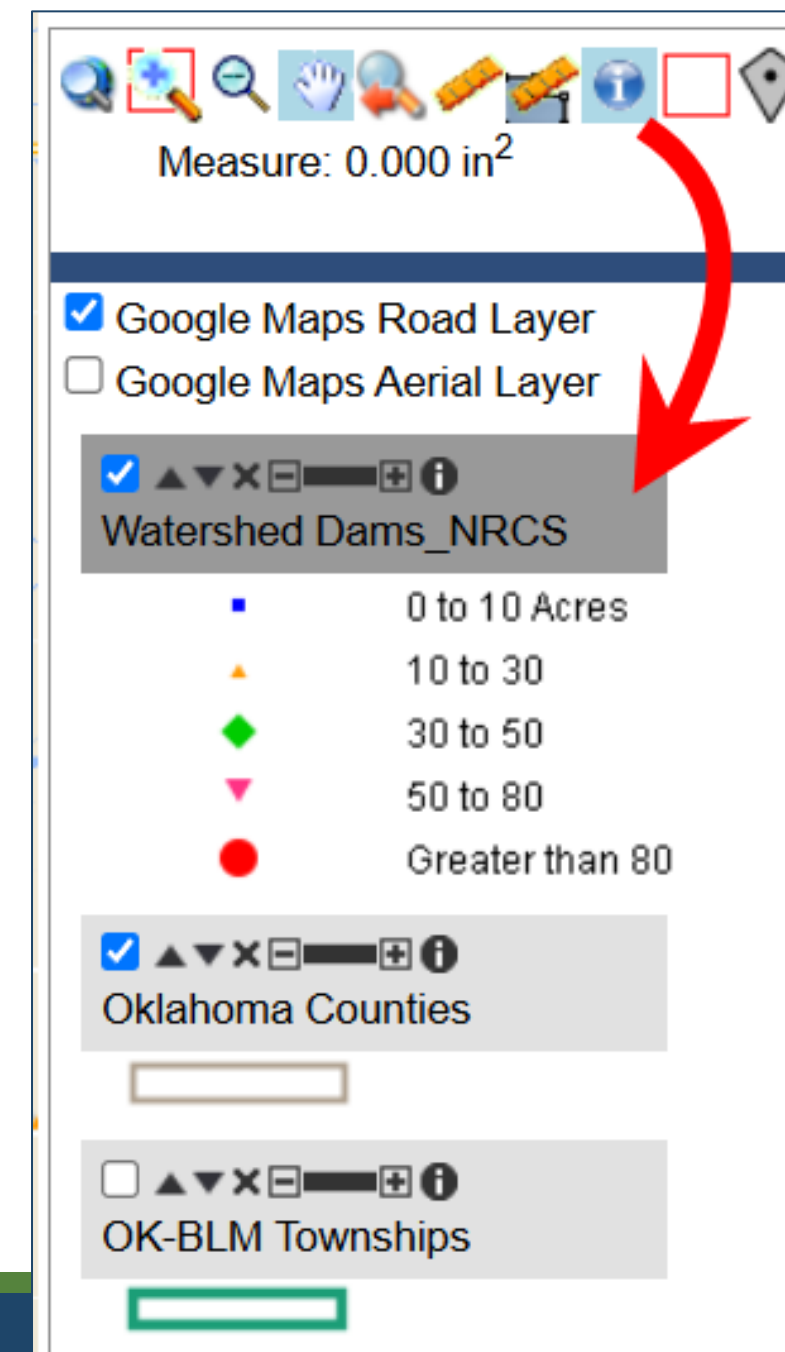 Measure: 0.000 in²
Google Maps Road Layer
Google Maps Aerial Layer
Watershed Dams_NRCS
0 to 10 Acres
10 to 30
30 to 50
50 to 80
Greater than 80
Oklahoma Counties
OK-BLM Townships